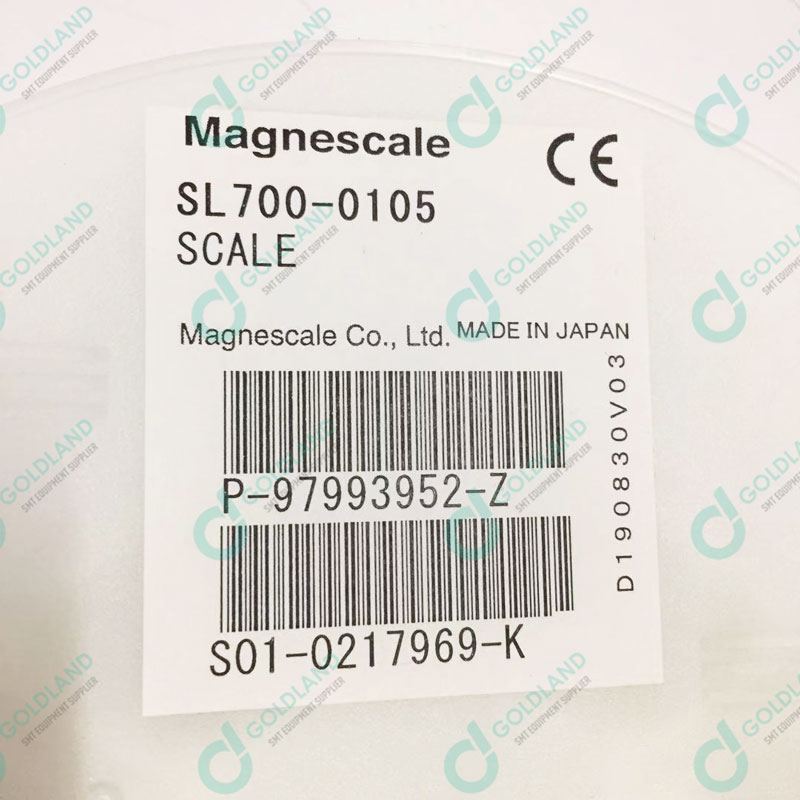 Magnescale
CE
SL700-0105
SCALE
Magnescale Co., Ltd. MADE IN JAPAN
P-97993952-Z
S01-0217969-K
D190830V03
GOLDLAND
SMT EQUIPMENT SUPPLIER